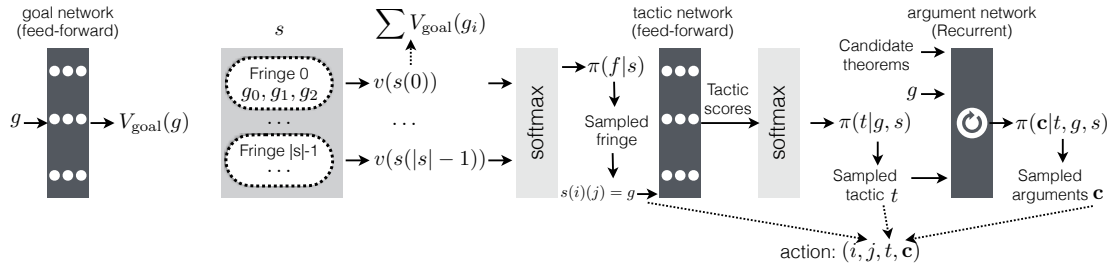 goal network
(feed-forward)
g
V_goal(g)
s
Fringe 0
g_0, g_1, g_2
...
Fringe |s|-1
...
∑ V_goal(g_i)
v(s(0))
...
v(s(|s| − 1))
softmax
π(f|s)
Sampled
fringe
s(i)(j) = g
tactic network
(feed-forward)
Tactic
scores
softmax
π(t|g, s)
Sampled
tactic t
argument network
(Recurrent)
Candidate
theorems
g
π(c|t, g, s)
Sampled
arguments c
action: (i, j, t, c)